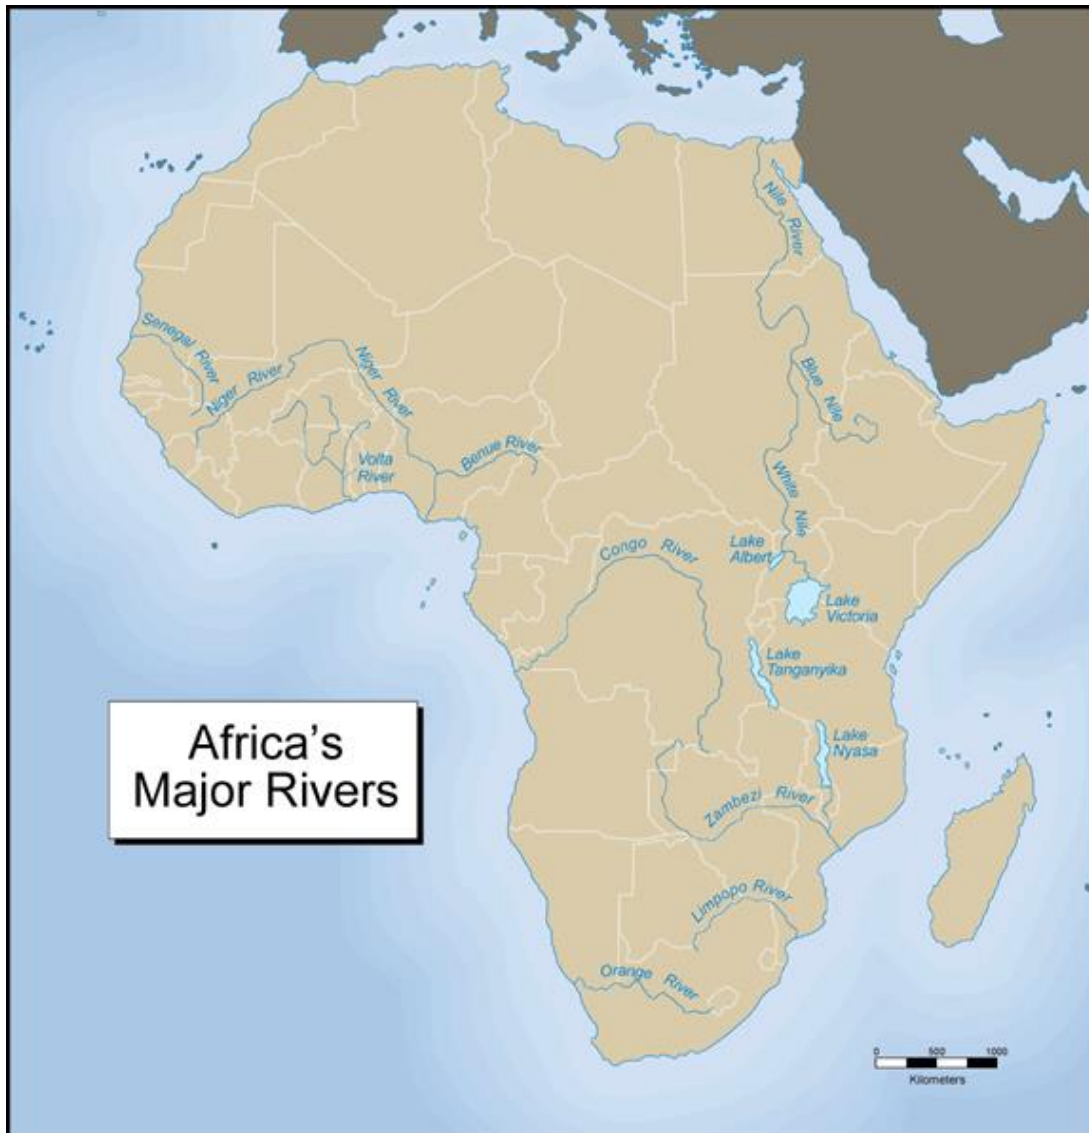 Nile River
Senegal River
Niger River
Niger River
Blue Nile
Benue River
Volta
River
White Nile
Congo River
Lake
Albert
Lake
Victoria
Lake
Tanganyika
Africa's
Major Rivers
Lake
Nyasa
Zambezi River
Limpopo River
Orange River
0 500 1000
Kilometers